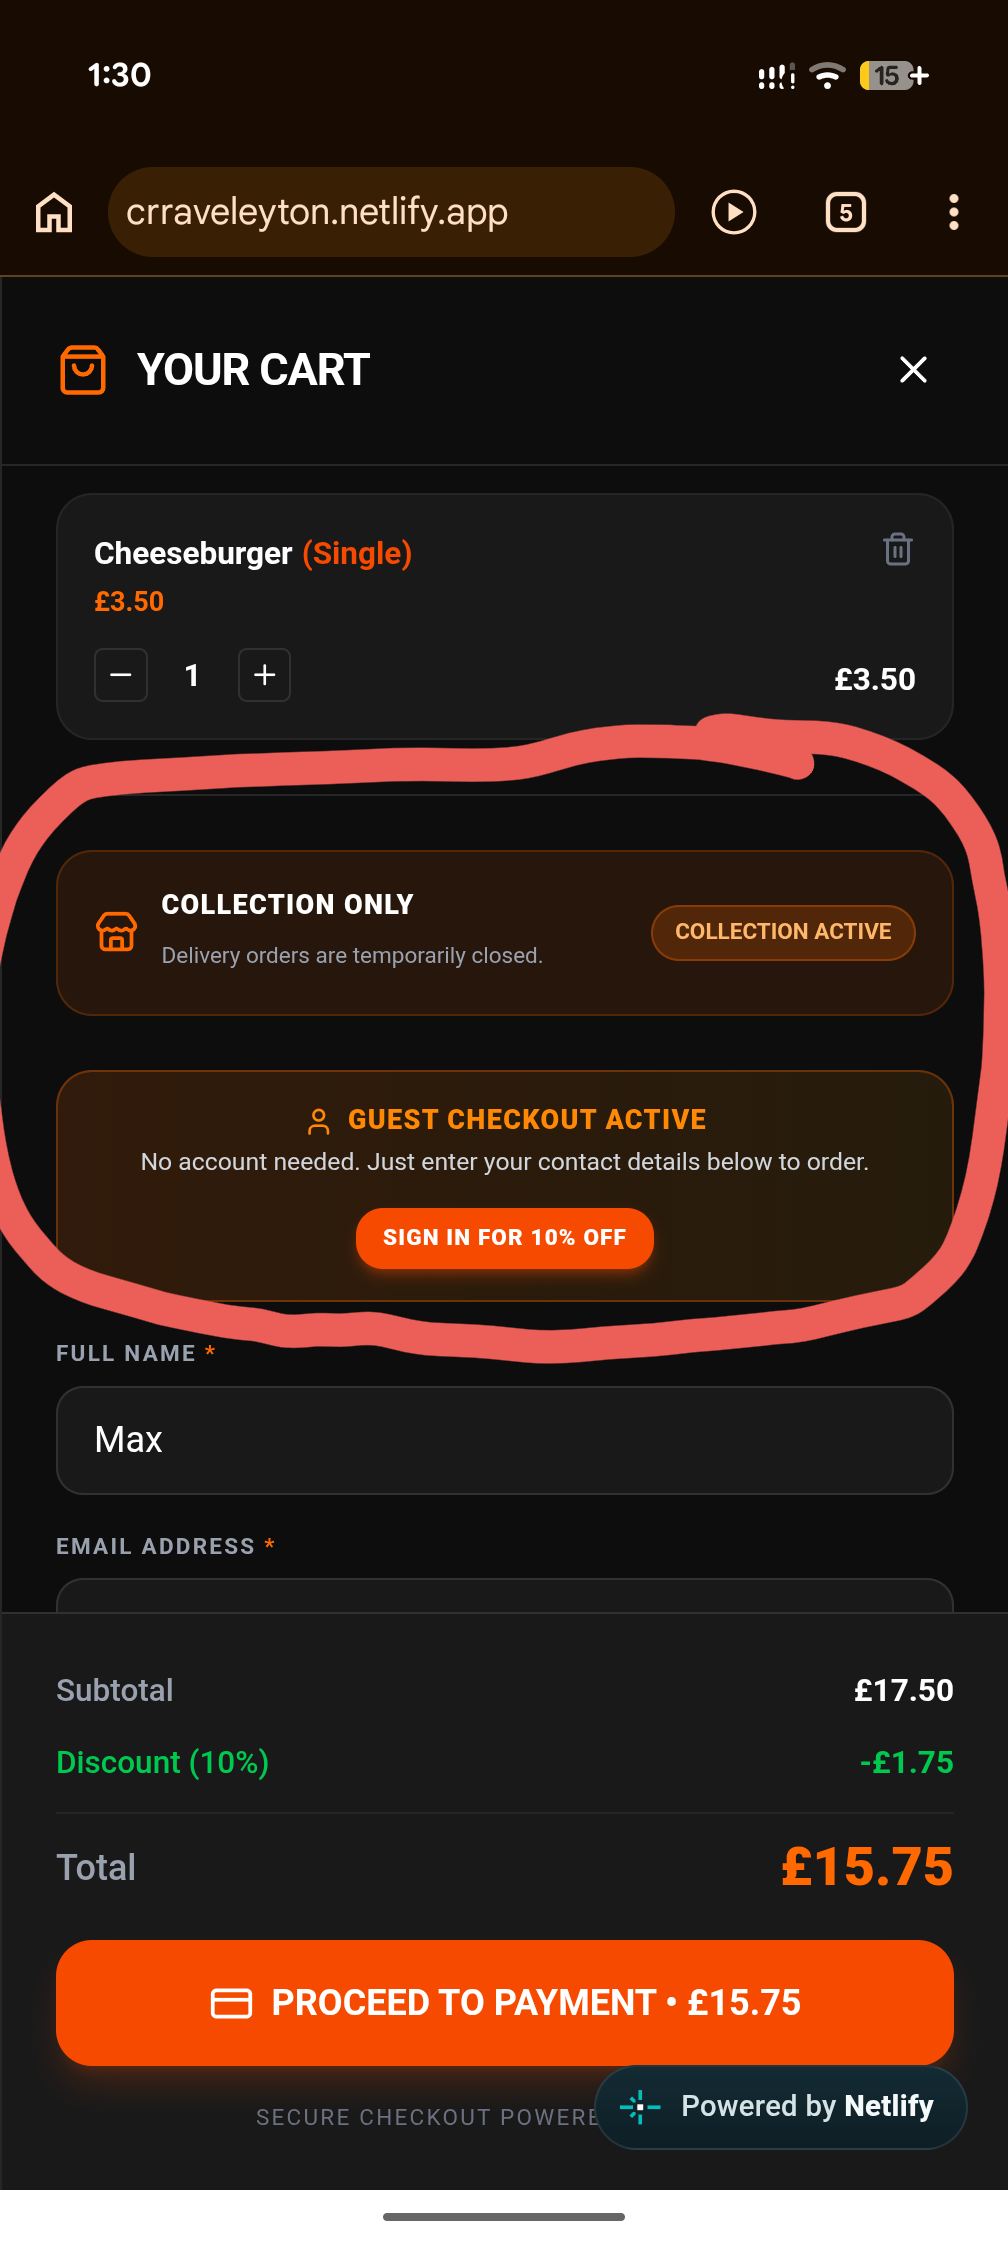 1:30
15
crraveleyton.netlify.app
5
YOUR CART
Cheeseburger (Single)
£3.50
1
£3.50
COLLECTION ONLY
Delivery orders are temporarily closed.
COLLECTION ACTIVE
GUEST CHECKOUT ACTIVE
No account needed. Just enter your contact details below to order.
SIGN IN FOR 10% OFF
FULL NAME *
Max
EMAIL ADDRESS *
Subtotal £17.50
Discount (10%) -£1.75
Total £15.75
PROCEED TO PAYMENT • £15.75
SECURE CHECKOUT
Powered by Netlify